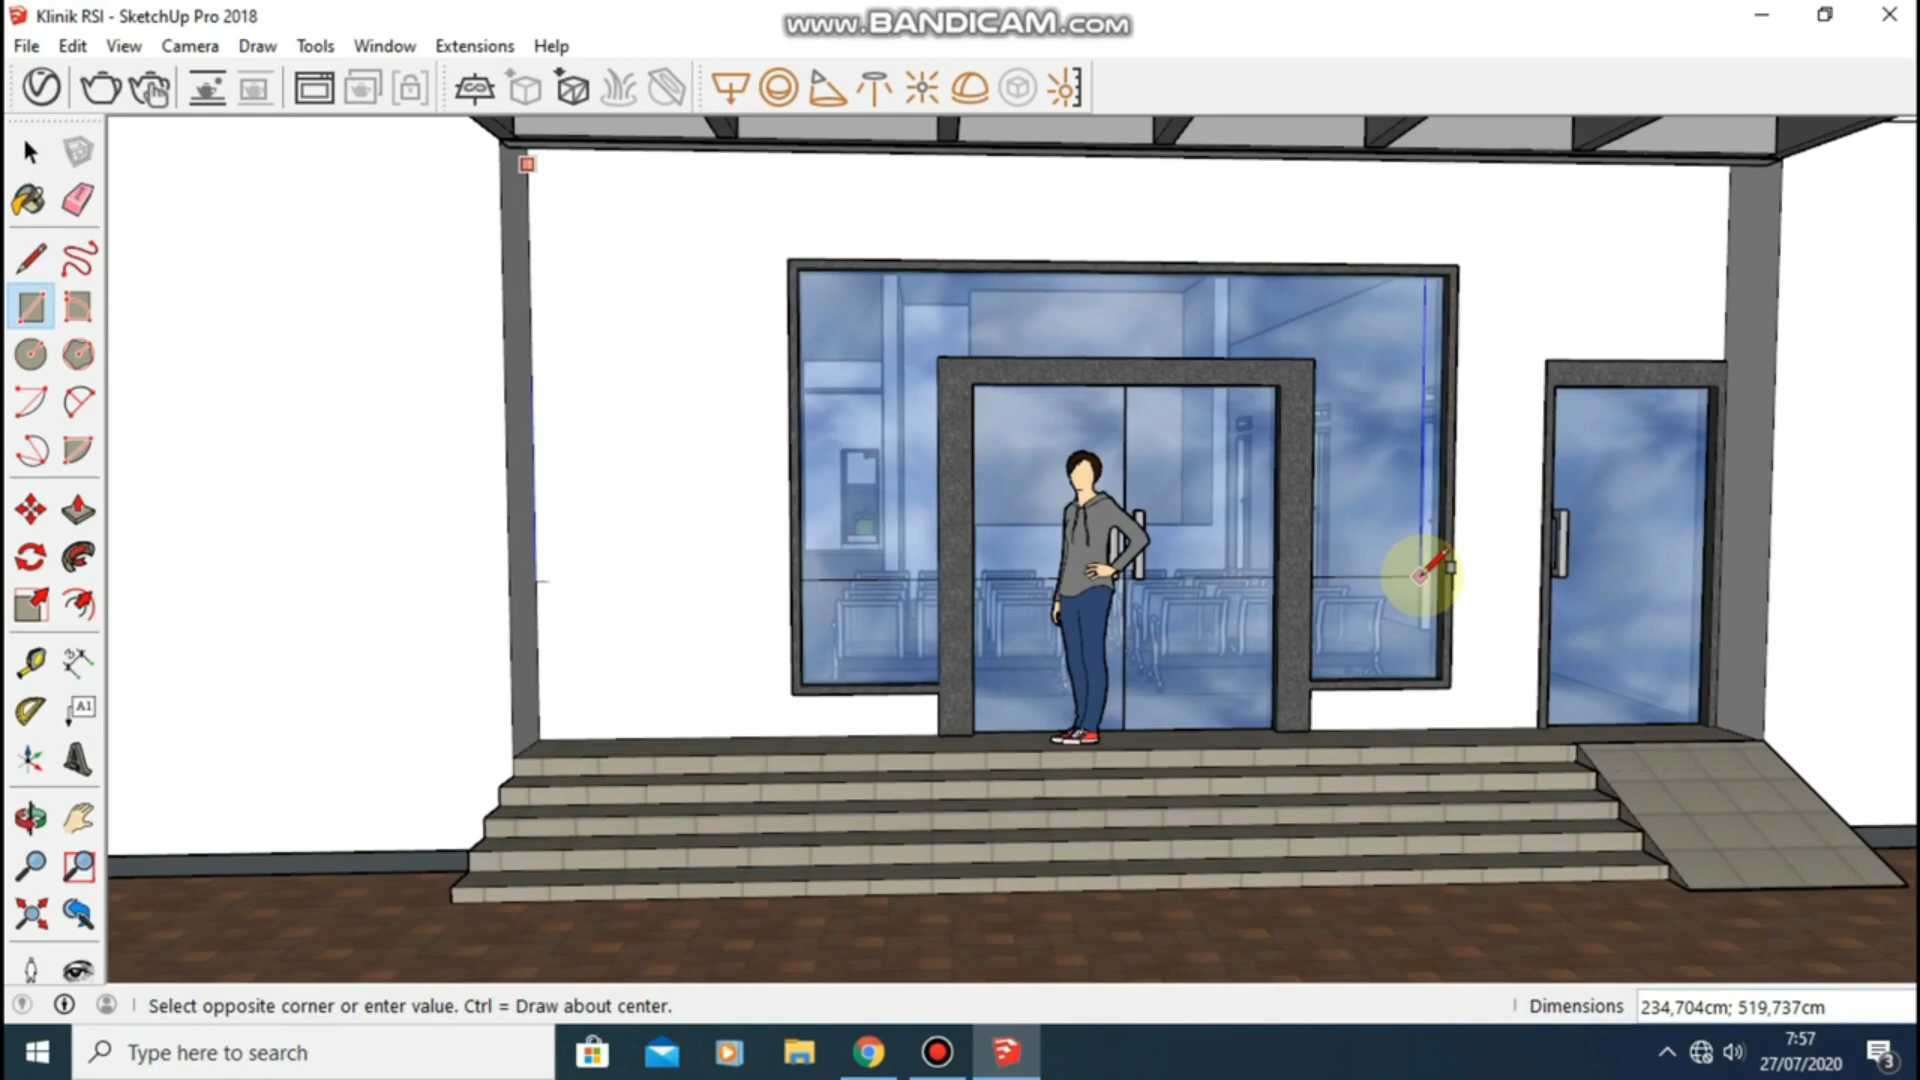 Klinik RSI - SketchUp Pro 2018
www.BANDICAM.com
File Edit View Camera Draw Tools Window Extensions Help
A1
Select opposite corner or enter value. Ctrl = Draw about center.
Dimensions 234,704cm; 519,737cm
Type here to search
7:57
27/07/2020
3